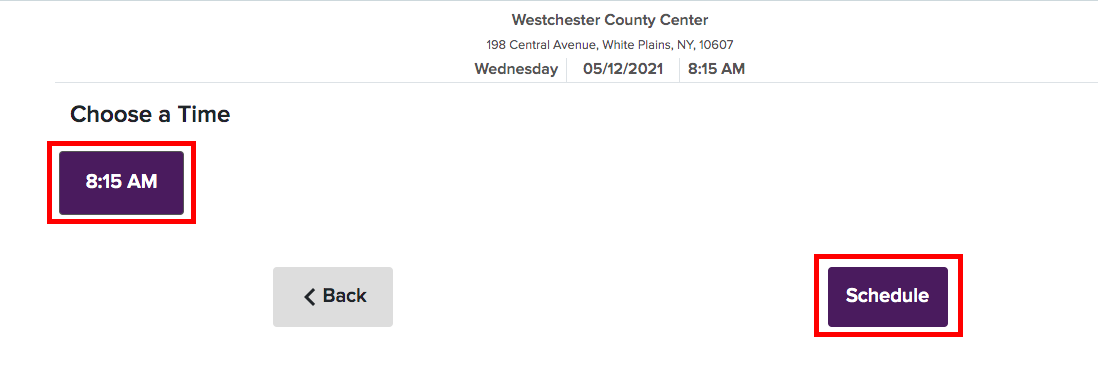 Westchester County Center
198 Central Avenue, White Plains, NY, 10607
Wednesday 05/12/2021 8:15 AM
Choose a Time
8:15 AM
Back Schedule